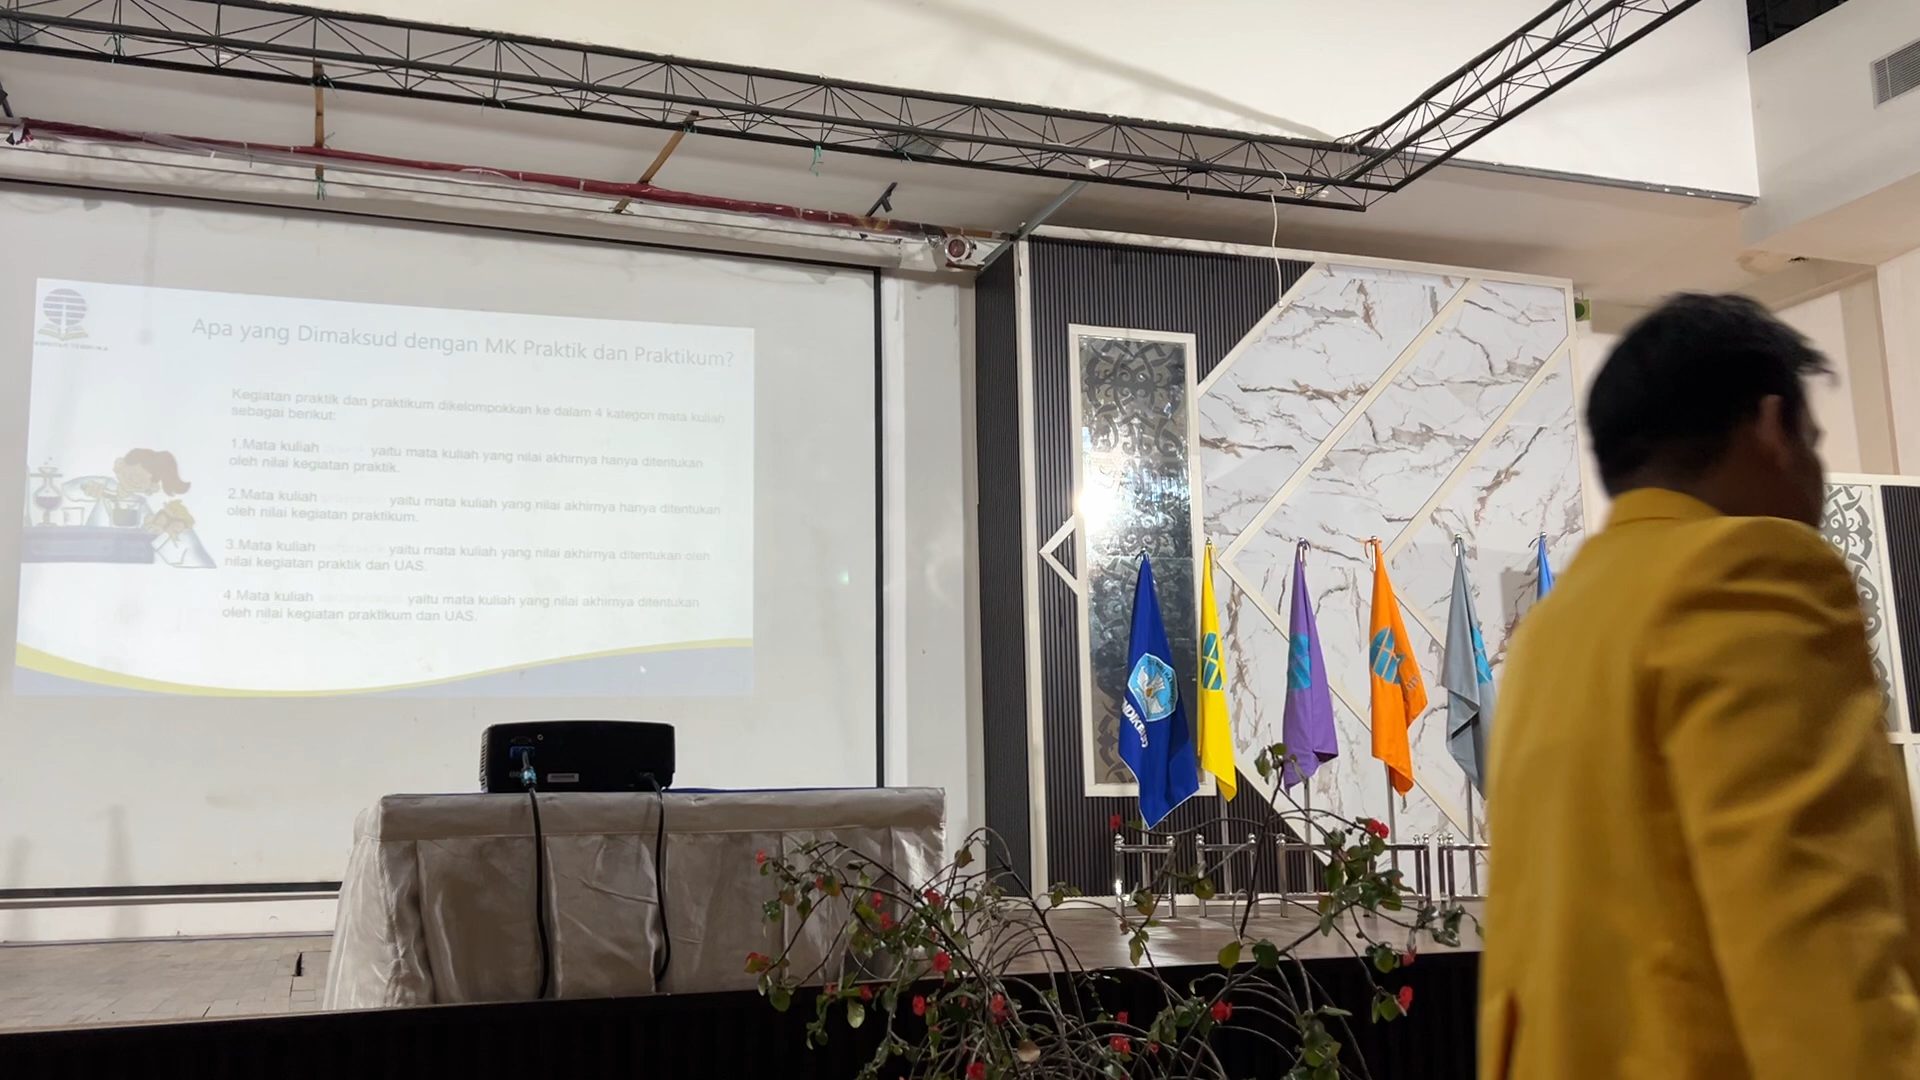 Apa yang Dimaksud dengan MK Praktik dan Praktikum?
Kegiatan praktik dan praktikum dikelompokkan ke dalam 4 kategori mata kuliah
sebagai berikut:
1.Mata kuliah yaitu mata kuliah yang nilai akhirnya hanya ditentukan
oleh nilai kegiatan praktik.
2.Mata kuliah yaitu mata kuliah yang nilai akhirnya hanya ditentukan
oleh nilai kegiatan praktikum.
3.Mata kuliah yaitu mata kuliah yang nilai akhirnya ditentukan oleh
nilai kegiatan praktik dan UAS.
4.Mata kuliah yaitu mata kuliah yang nilai akhirnya ditentukan
oleh nilai kegiatan praktikum dan UAS.